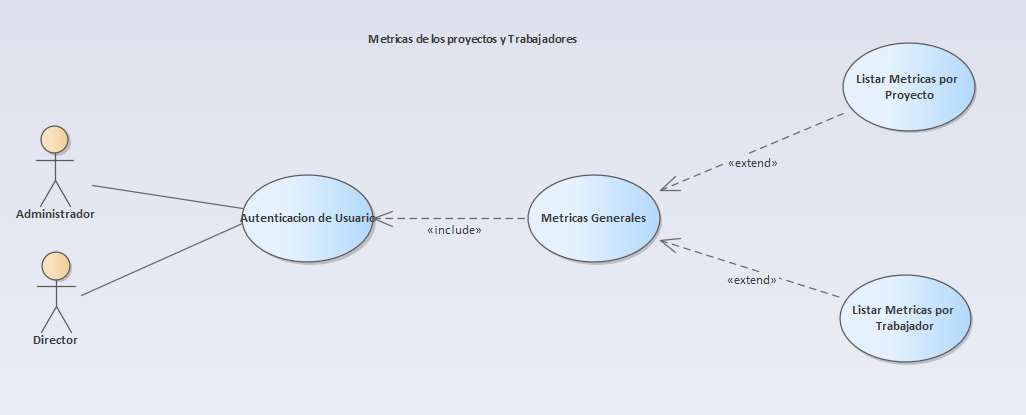 Metricas de los proyectos y Trabajadores
Listar Metricas por
Proyecto
«extend»
Administrador
Autenticacion de Usuario
«include»
Metricas Generales
«extend»
Listar Metricas por
Trabajador
Director